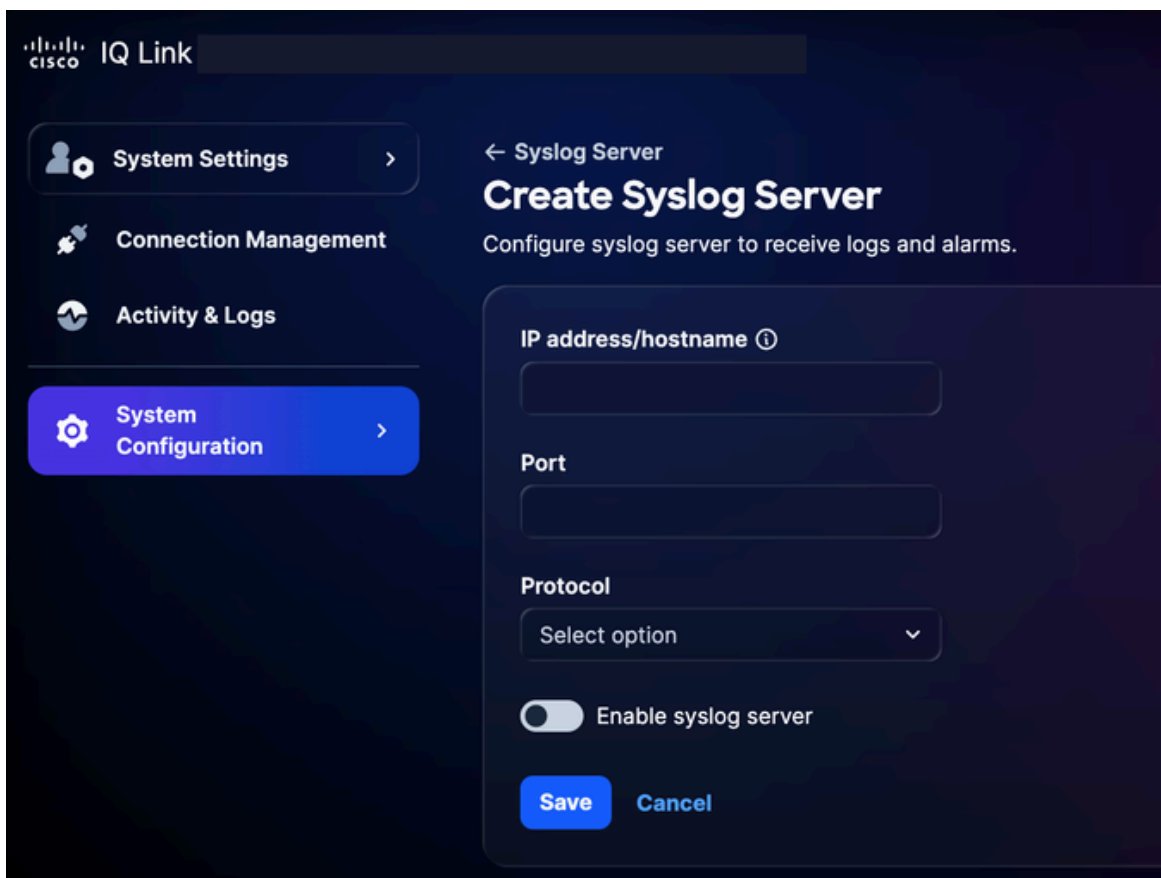 cisco IQ Link
System Settings
Connection Management
Activity & Logs
System
Configuration
← Syslog Server
Create Syslog Server
Configure syslog server to receive logs and alarms.
IP address/hostname
Port
Protocol
Select option
Enable syslog server
Save Cancel